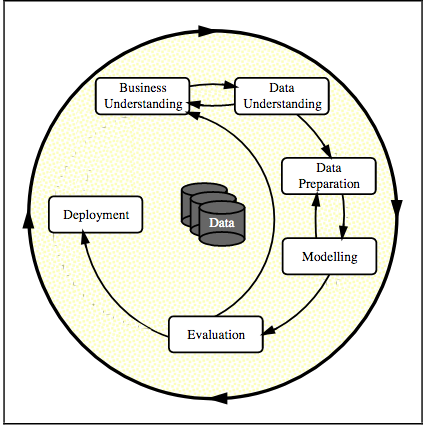 Business
Understanding
Data
Understanding
Data
Preparation
Modelling
Evaluation
Deployment
Data